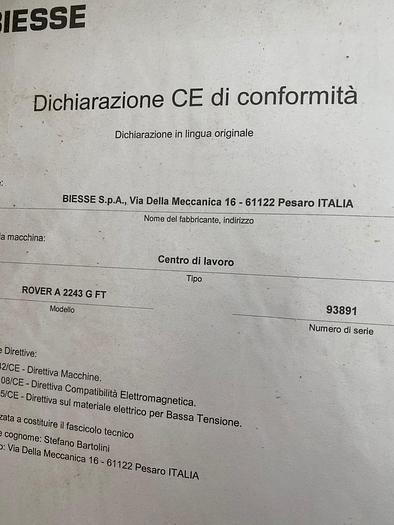 BIESSE
Dichiarazione CE di conformità
Dichiarazione in lingua originale
:
BIESSE S.p.A., Via Della Meccanica 16 - 61122 Pesaro ITALIA
Nome del fabbricante, indirizzo
a macchina:
Centro di lavoro
Tipo
ROVER A 2243 G FT
Modello
93891
Numero di serie
e Direttive:
42/CE - Direttiva Macchine.
08/CE - Direttiva Compatibilità Elettromagnetica.
5/CE - Direttiva sul materiale elettrico per Bassa Tensione.
zata a costituire il fascicolo tecnico
e cognome: Stefano Bartolini
o: Via Della Meccanica 16 - 61122 Pesaro ITALIA